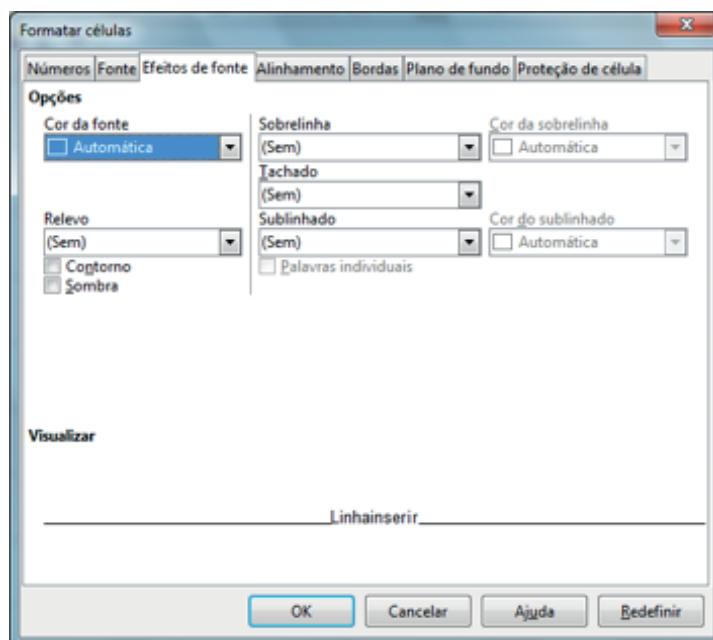 Formatar células
Números Fonte Efeitos de fonte Alinhamento Bordas Plano de fundo Proteção de célula
Opções
Cor da fonte Sobrelinha Cor da sobrelinha
Automática (Sem) Automática
Tachado
(Sem)
Relevo Sublinhado Cor do sublinhado
(Sem) (Sem) Automática
Contorno Palavras individuais
Sombra
Visualizar
Linhainserir
OK Cancelar Ajuda Redefinir